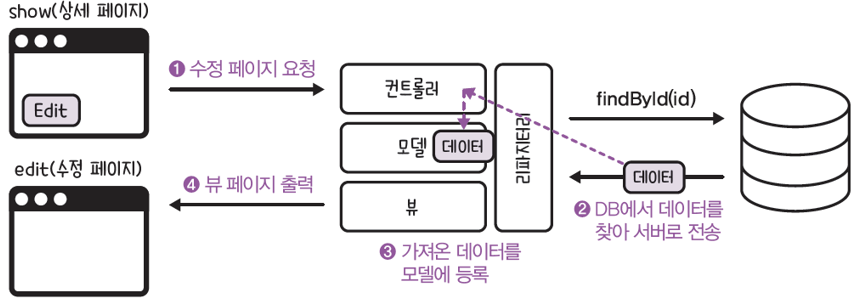 show(상세 페이지)
❶ 수정 페이지 요청
Edit
컨트롤러
모델
데이터
뷰
리파지터리
findById(id)
데이터
❷ DB에서 데이터를
찾아 서버로 전송
edit(수정 페이지)
❹ 뷰 페이지 출력
❸ 가져온 데이터를
모델에 등록